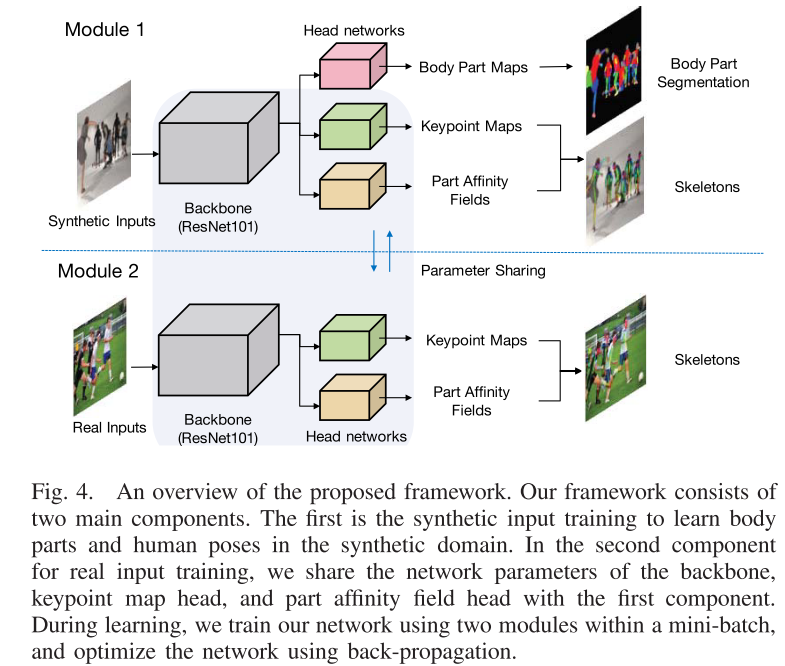 Module 1
Head networks
Body Part Maps
Body Part
Segmentation
Keypoint Maps
Part Affinity
Fields
Skeletons
Synthetic Inputs
Backbone
(ResNet101)
Module 2
Parameter Sharing
Keypoint Maps
Part Affinity
Fields
Skeletons
Real Inputs
Backbone
(ResNet101)
Head networks
Fig. 4. An overview of the proposed framework. Our framework consists of
two main components. The first is the synthetic input training to learn body
parts and human poses in the synthetic domain. In the second component
for real input training, we share the network parameters of the backbone,
keypoint map head, and part affinity field head with the first component.
During learning, we train our network using two modules within a mini-batch,
and optimize the network using back-propagation.